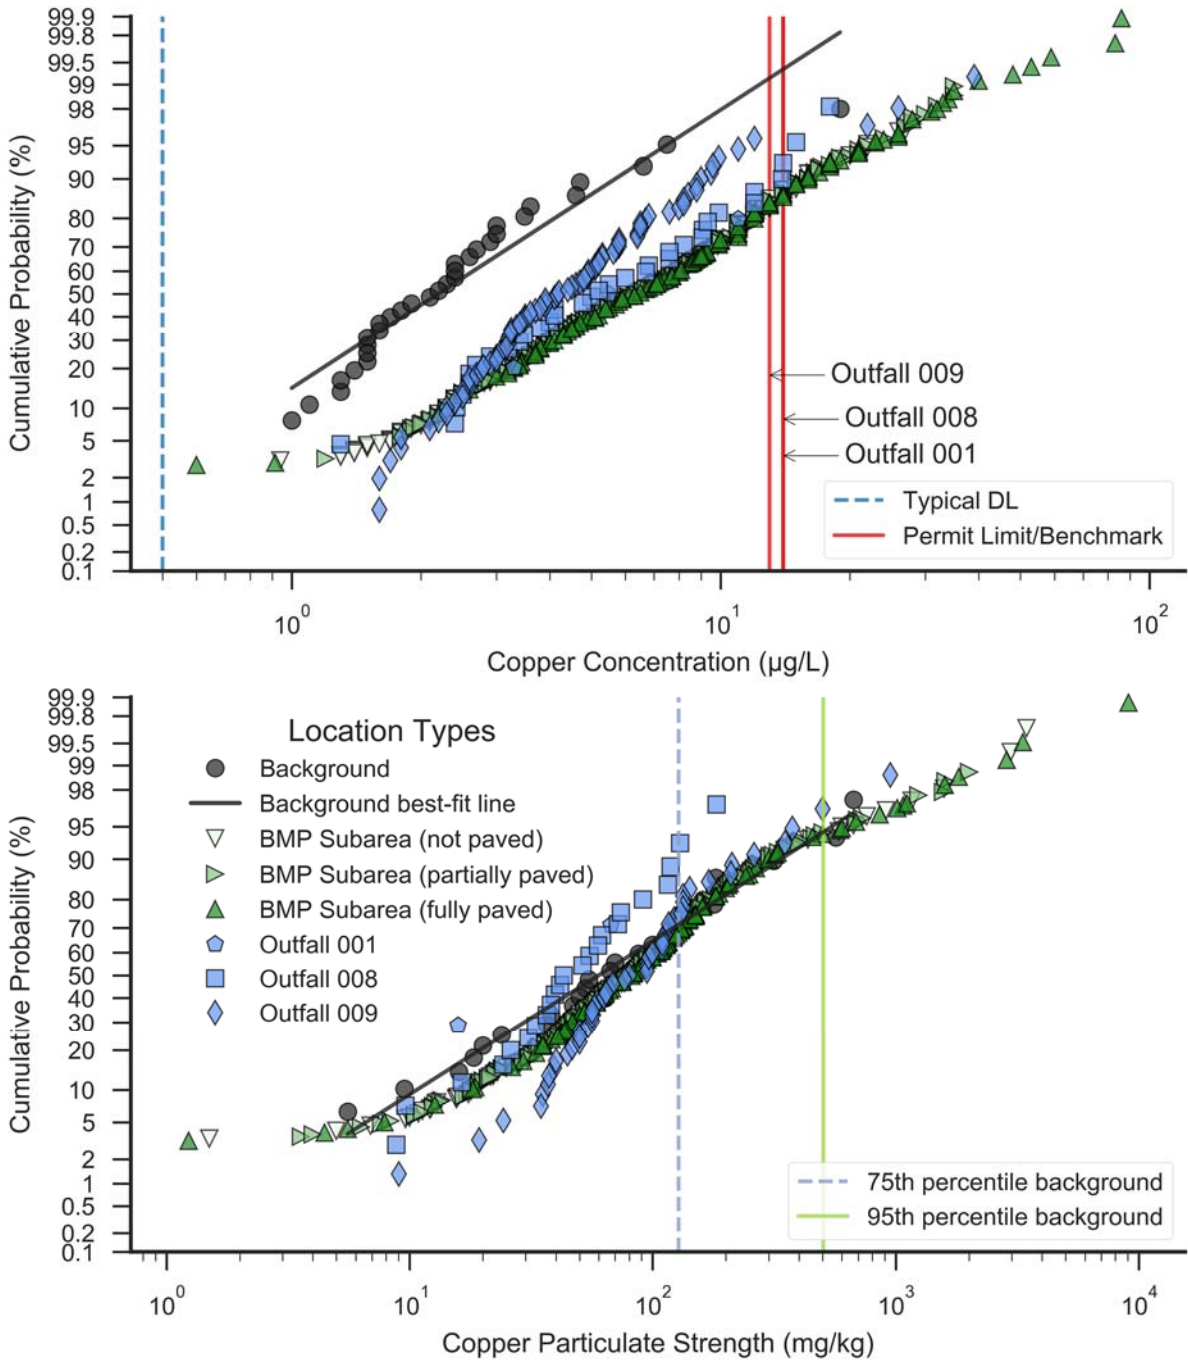 99.9
99.8
99.5
99
98
95
90
80
70
60
50
40
30
20
10
5
2
1
0.5
0.2
0.1
Cumulative Probability (%)
Outfall 009
Outfall 008
Outfall 001
Typical DL
Permit Limit/Benchmark
10⁰
10¹
10²
Copper Concentration (µg/L)
99.9
99.8
99.5
99
98
95
90
80
70
60
50
40
30
20
10
5
2
1
0.5
0.2
0.1
Cumulative Probability (%)
Location Types
Background
Background best-fit line
BMP Subarea (not paved)
BMP Subarea (partially paved)
BMP Subarea (fully paved)
Outfall 001
Outfall 008
Outfall 009
75th percentile background
95th percentile background
10⁰
10¹
10²
10³
10⁴
Copper Particulate Strength (mg/kg)